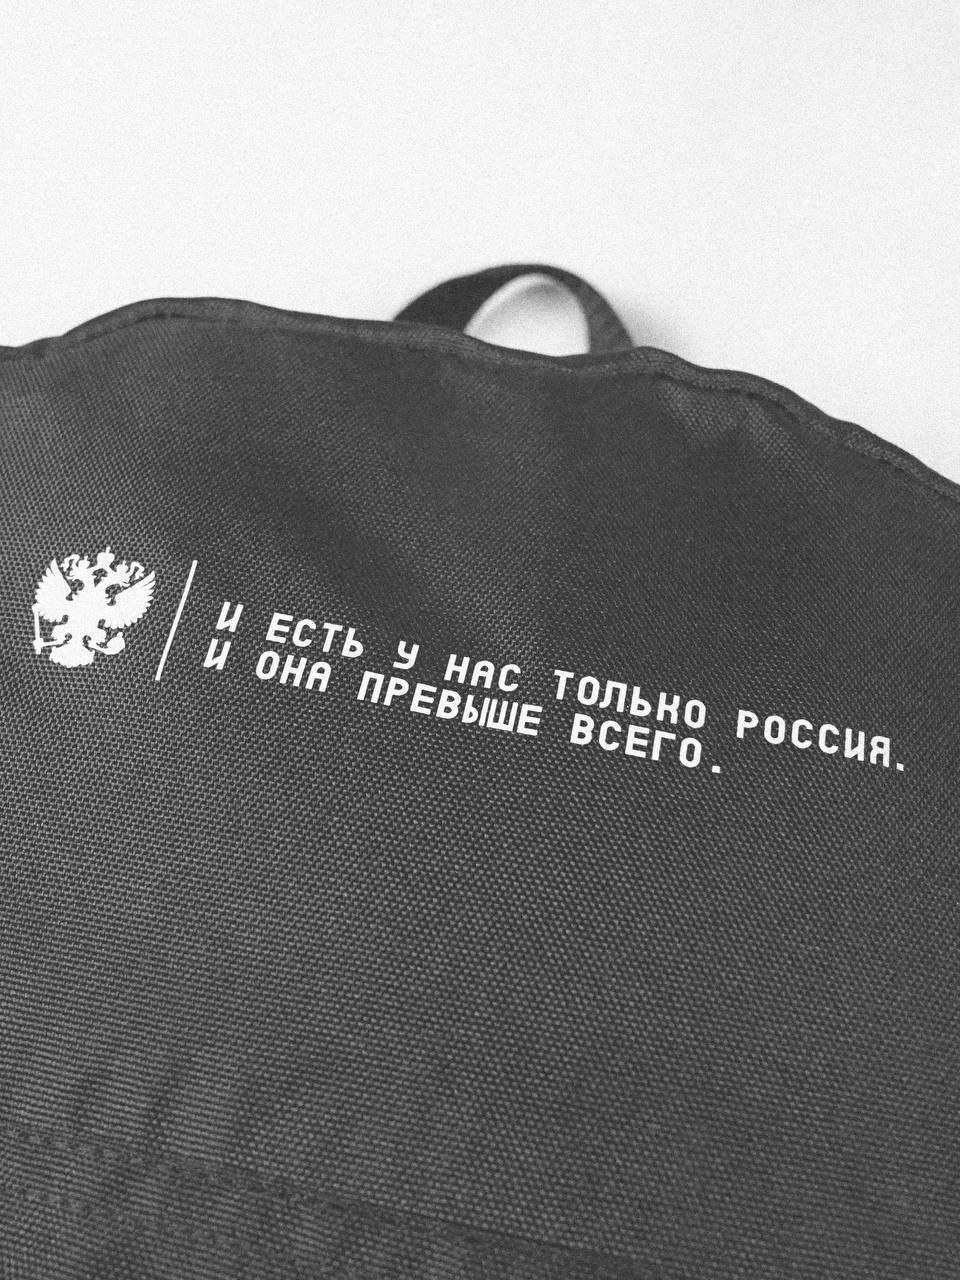 И ЕСТЬ У НАС ТОЛЬКО РОССИЯ.
И ОНА ПРЕВЫШЕ ВСЕГО.